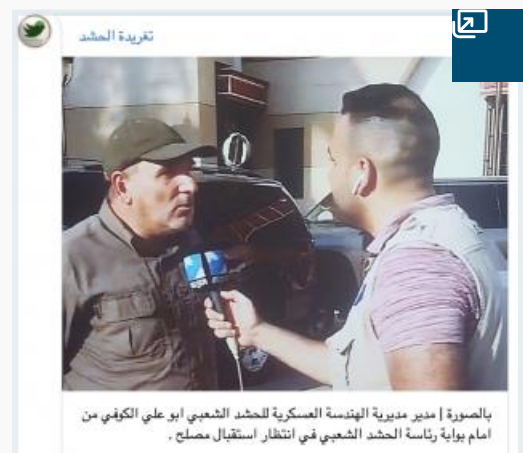 تغريدة الحشد
بالصورة | مدير مديرية الهندسة العسكرية للحشد الشعبي ابو علي الكوفي من
امام بوابة رئاسة الحشد الشعبي في انتظار استقبال مصلح .